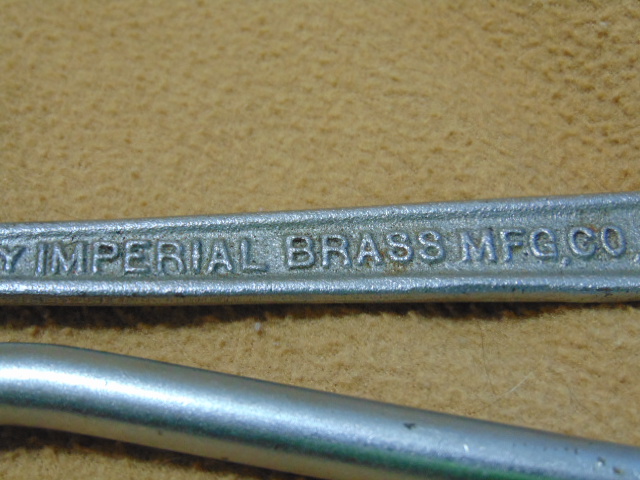 Y IMPERIAL BRASS MFG. CO.